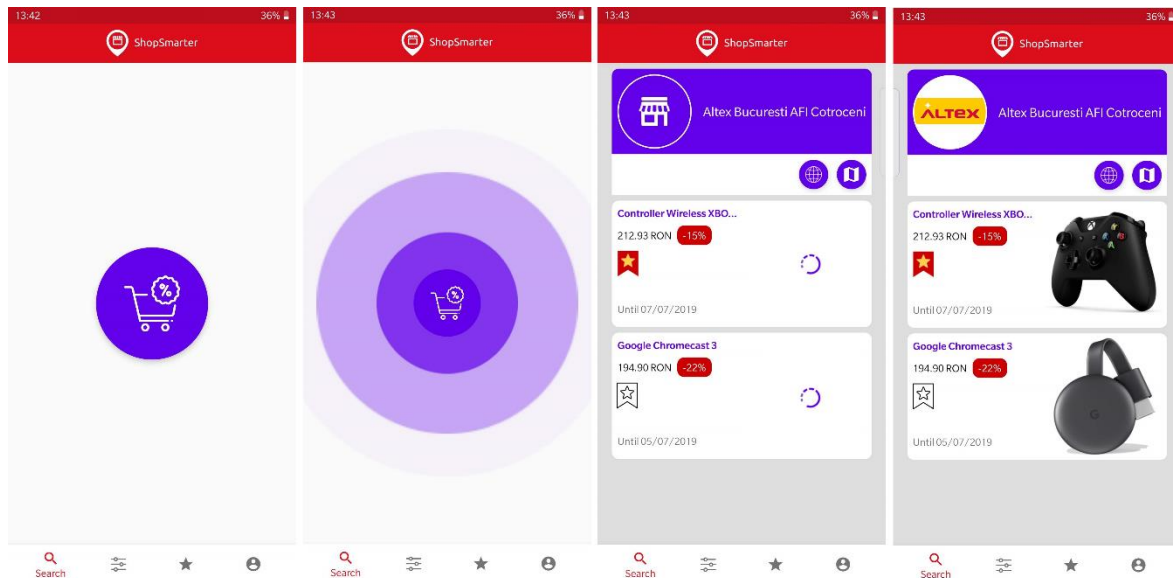 13:42 36%
ShopSmarter
%
Search
13:43 36%
ShopSmarter
%
Search
13:43 36%
ShopSmarter
Altex Bucuresti AFI Cotroceni
Controller Wireless XBO...
212.93 RON -15%
Until 07/07/2019
Google Chromecast 3
194.90 RON -22%
Until 05/07/2019
Search
13:43 36%
ShopSmarter
ALTEX Altex Bucuresti AFI Cotroceni
Controller Wireless XBO...
212.93 RON -15%
Until 07/07/2019
Google Chromecast 3
194.90 RON -22%
G
Until 05/07/2019
Search